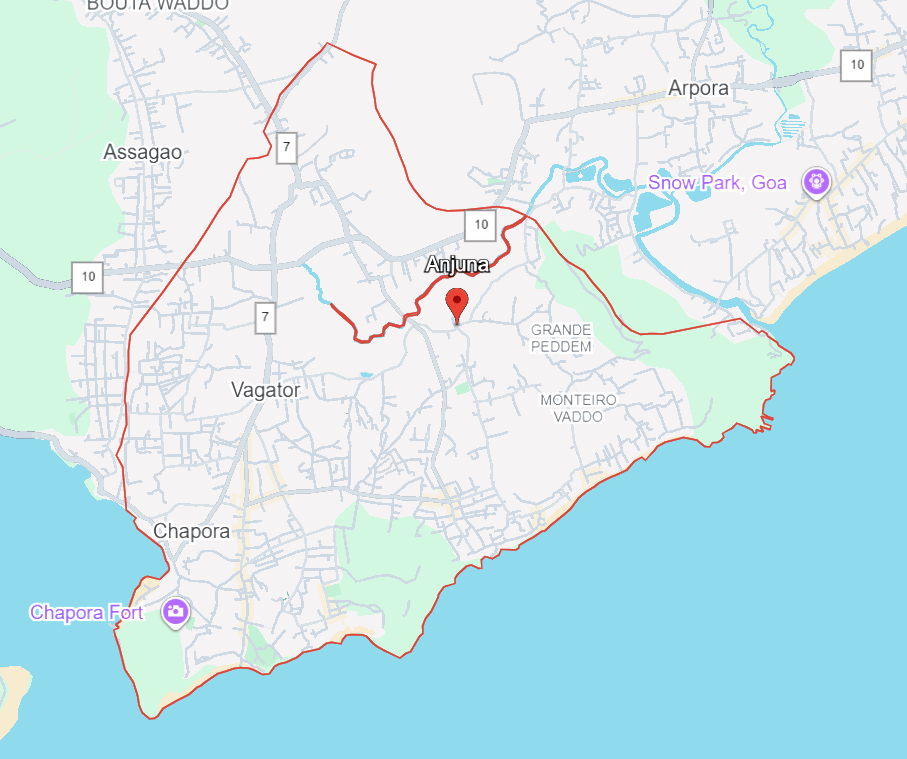 BOUTA WADDO
10
Arpora
7
Assagao
Snow Park, Goa
10
Anjuna
10
7
GRANDE
PEDDEM
Vagator
MONTEIRO
VADDO
Chapora
Chapora Fort